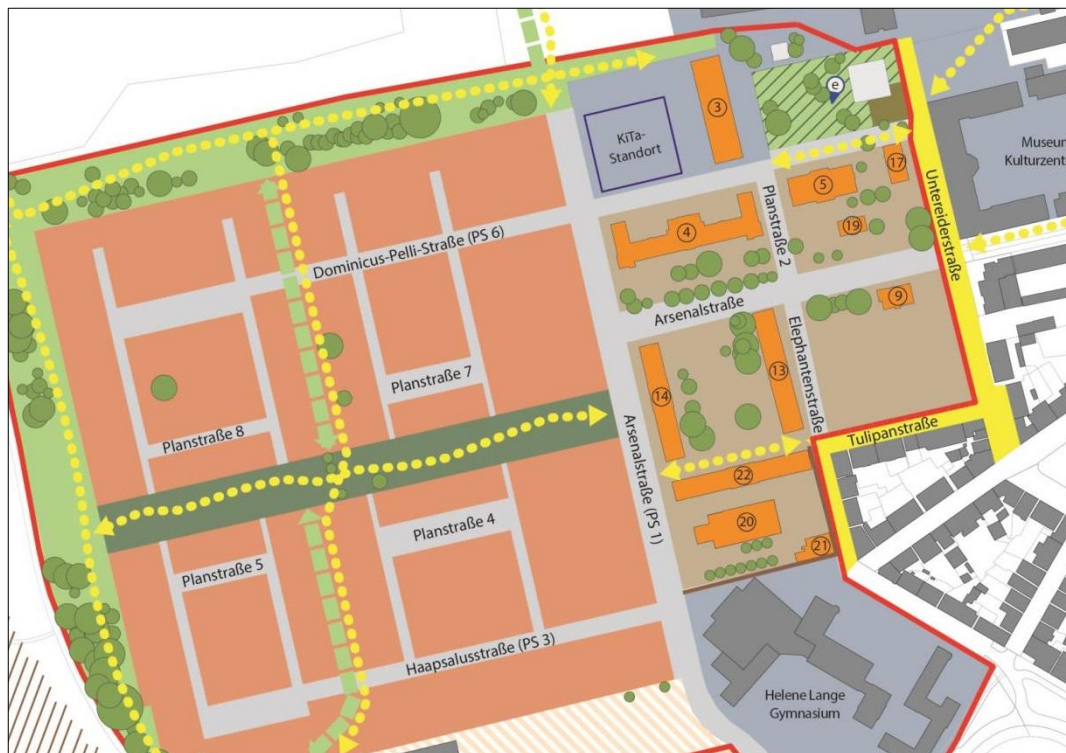 e
3
KiTa-
Standort
Museum
Kulturzent
17
5
Untereiderstraße
Planstraße 2
19
4
Dominicus-Pelli-Straße (PS 6)
Arsenalstraße
9
Elephantenstraße
13
14
Planstraße 7
Planstraße 8
Arsenalstraße (PS 1)
Tulipanstraße
22
20
21
Planstraße 4
Planstraße 5
Haapsalusstraße (PS 3)
Helene Lange
Gymnasium